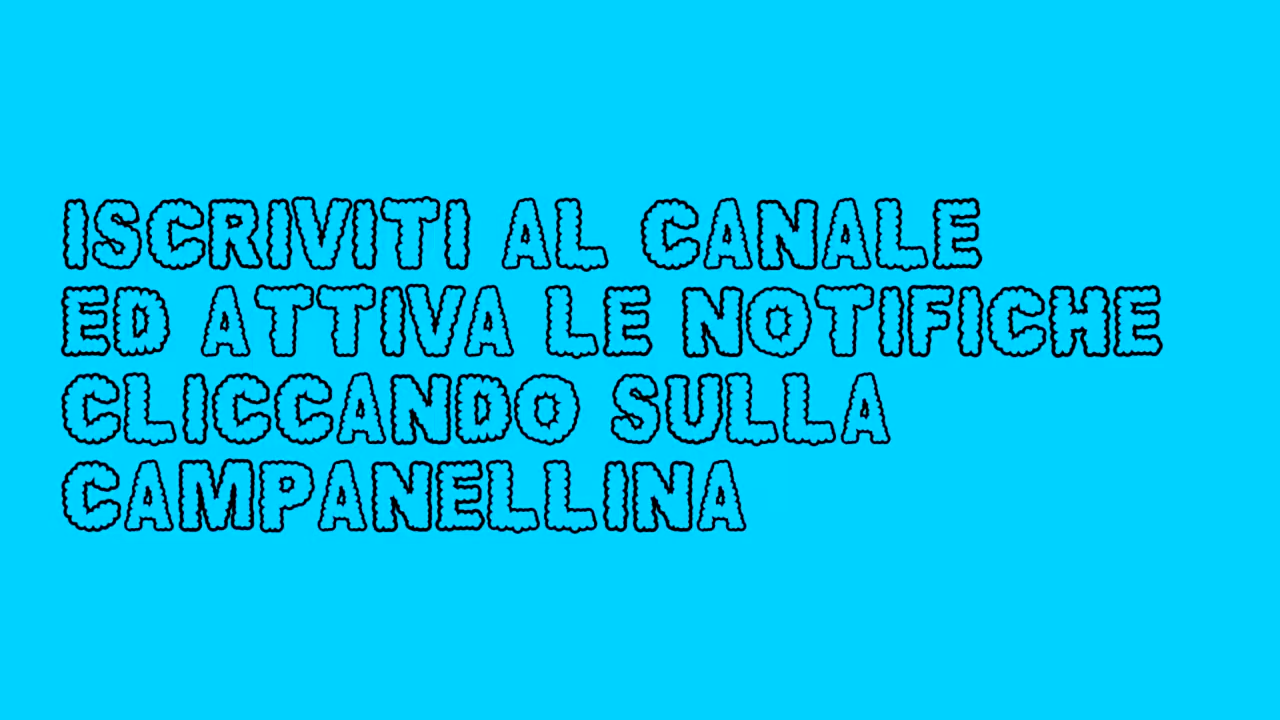 ISCRIVITI AL CANALE
ED ATTIVA LE NOTIFICHE
CLICCANDO SULLA
CAMPANELLINA